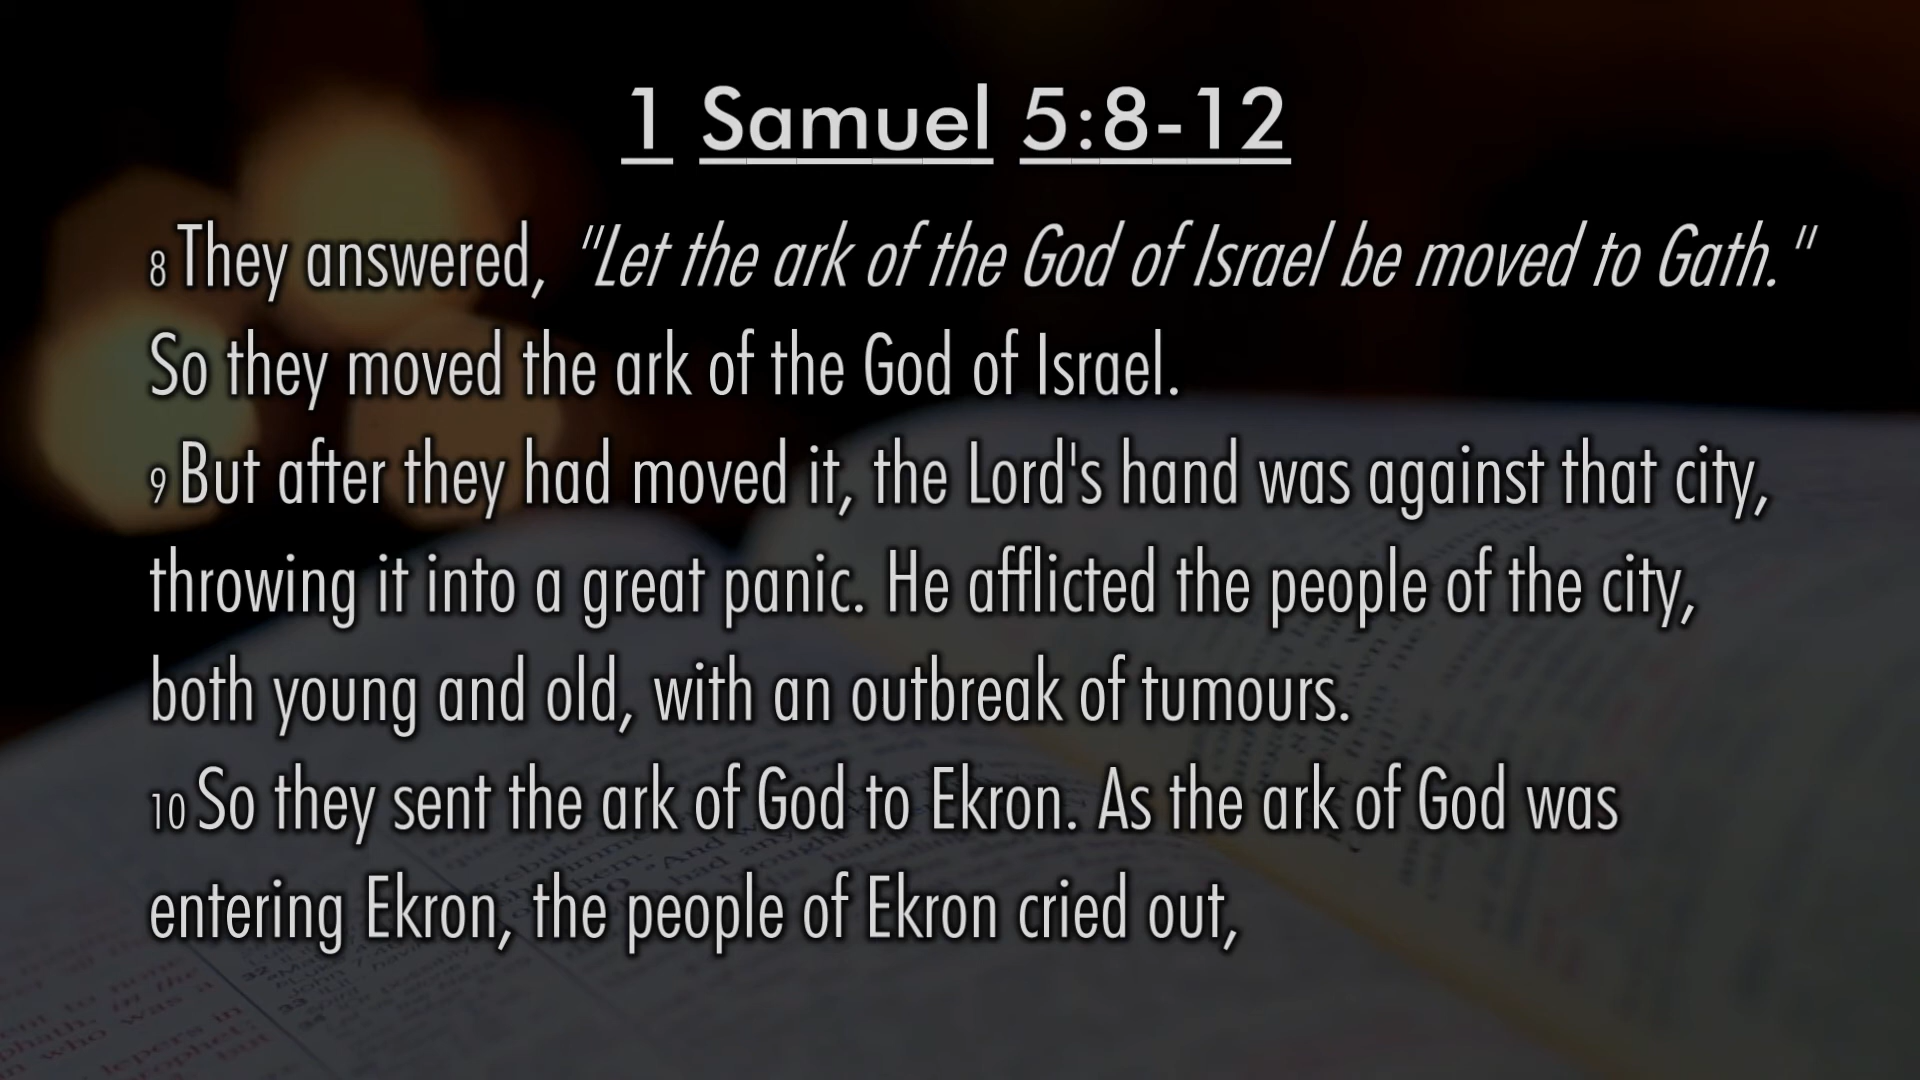 1 Samuel 5:8-12
8 They answered, "Let the ark of the God of Israel be moved to Gath."
So they moved the ark of the God of Israel.
9 But after they had moved it, the Lord's hand was against that city,
throwing it into a great panic. He afflicted the people of the city,
both young and old, with an outbreak of tumours.
10 So they sent the ark of God to Ekron. As the ark of God was
entering Ekron, the people of Ekron cried out,